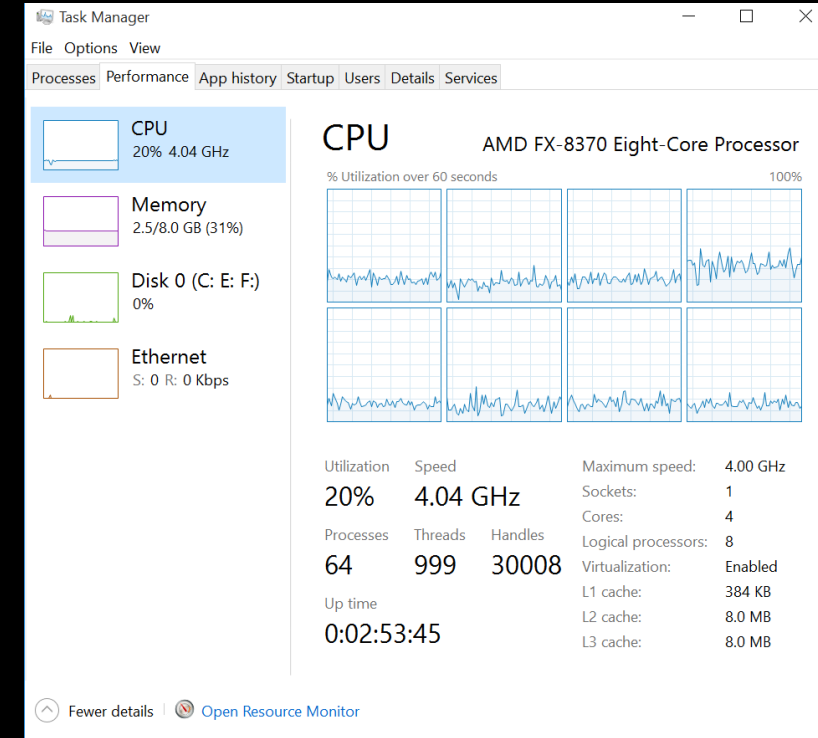 Task Manager
File Options View
Processes Performance App history Startup Users Details Services
CPU
20% 4.04 GHz
Memory
2.5/8.0 GB (31%)
Disk 0 (C: E: F:)
0%
Ethernet
S: 0 R: 0 Kbps
CPU AMD FX-8370 Eight-Core Processor
% Utilization over 60 seconds 100%
Utilization Speed
20% 4.04 GHz
Processes Threads Handles
64 999 30008
Up time
0:02:53:45
Maximum speed: 4.00 GHz
Sockets: 1
Cores: 4
Logical processors: 8
Virtualization: Enabled
L1 cache: 384 KB
L2 cache: 8.0 MB
L3 cache: 8.0 MB
Fewer details Open Resource Monitor